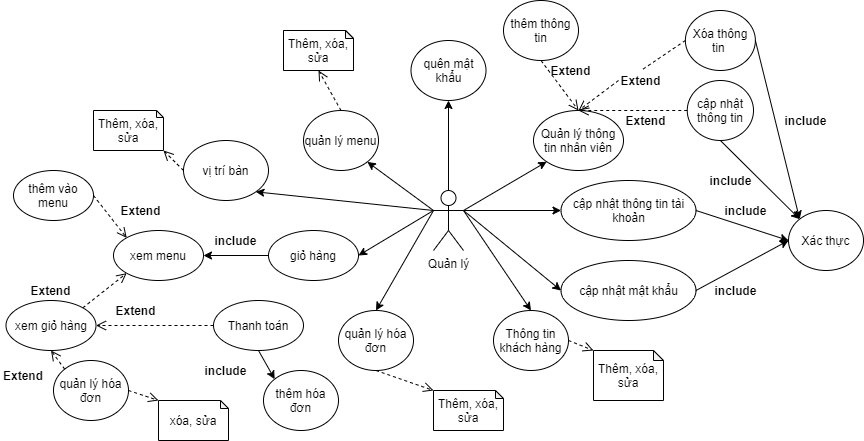 thêm thông
tin
Xóa thông
tin
Thêm, xóa,
sửa
quên mật
khẩu
Extend
Extend
cập nhật
thông tin
Extend
include
Thêm, xóa,
sửa
quản lý menu
Quản lý thông
tin nhân viên
vị trí bàn
thêm vào
menu
Extend
include
cập nhật thông tin tài
khoản
include
Xác thực
xem menu
include
giỏ hàng
Quản lý
cập nhật mật khẩu
include
Extend
Extend
xem giỏ hàng
Thanh toán
quản lý hóa
đơn
Thông tin
khách hàng
Extend
include
quản lý hóa
đơn
thêm hóa
đơn
Thêm, xóa,
sửa
Thêm, xóa,
sửa
xóa, sửa